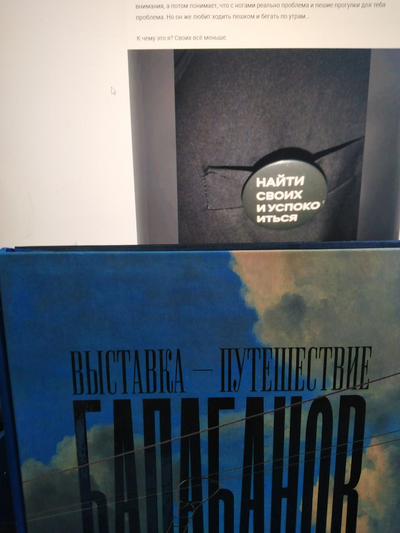 внимания, а потом понимает, что с ногами реально проблема и пешие прогулки для тебя
проблема. Но он же любит ходить пешком и бегать по утрам...
К чему это я? Своих всё меньше.
НАЙТИ
СВОИХ
И УСПОКО
ИТЬСЯ
ВЫСТАВКА — ПУТЕШЕСТВИЕ
БАЛАБАНОВ